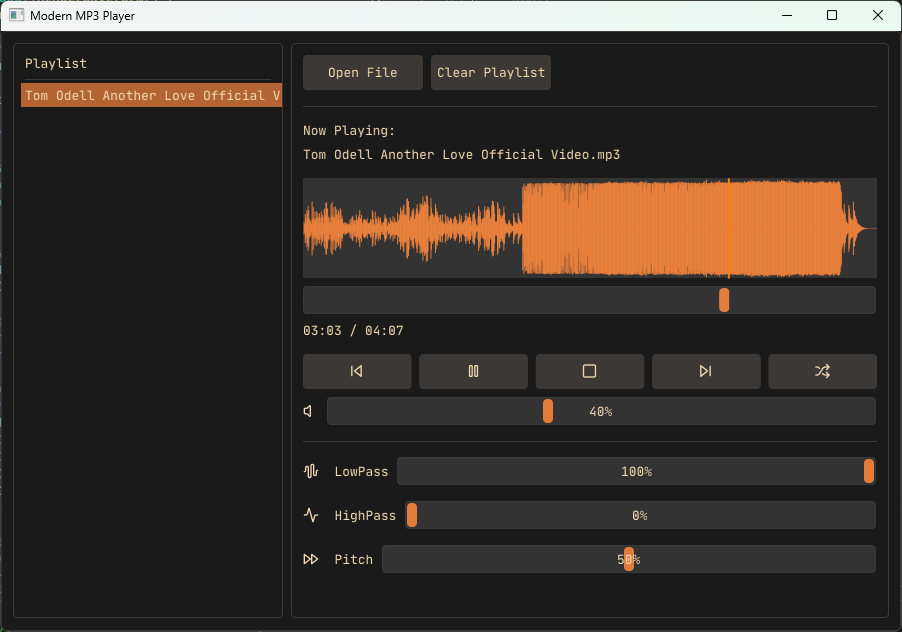 Modern MP3 Player
Playlist
Tom Odell Another Love Official V
Open File
Clear Playlist
Now Playing:
Tom Odell Another Love Official Video.mp3
03:03 / 04:07
40%
LowPass
100%
HighPass
0%
Pitch
50%